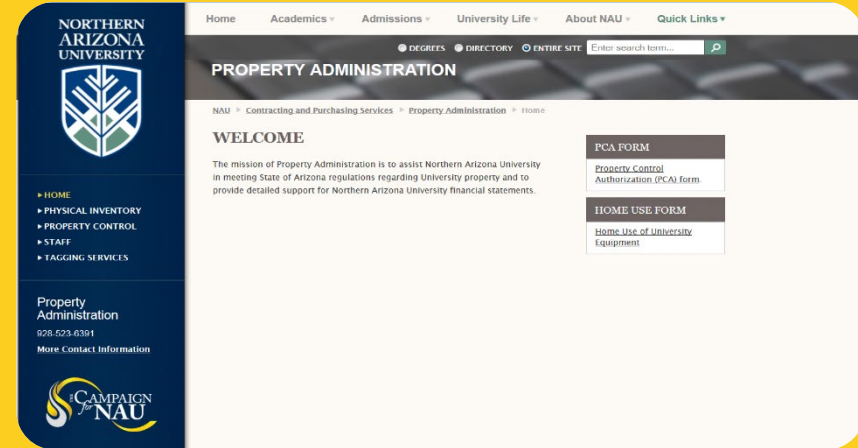 NORTHERN
ARIZONA
UNIVERSITY
Home Academics Admissions University Life About NAU Quick Links
DEGREES DIRECTORY ENTIRE SITE Enter search term...
PROPERTY ADMINISTRATION
NAU Contracting and Purchasing Services Property Administration Home
WELCOME
The mission of Property Administration is to assist Northern Arizona University
in meeting State of Arizona regulations regarding University property and to
provide detailed support for Northern Arizona University financial statements.
PCA FORM
Property Control
Authorization (PCA) form.
HOME USE FORM
Home Use of University
Equipment
HOME
PHYSICAL INVENTORY
PROPERTY CONTROL
STAFF
TAGGING SERVICES
Property
Administration
928-523-6391
More Contact Information
THE CAMPAIGN
for NAU